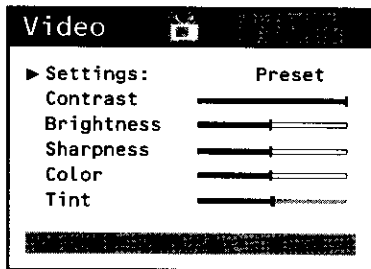 Video
Settings: Preset
Contrast
Brightness
Sharpness
Color
Tint